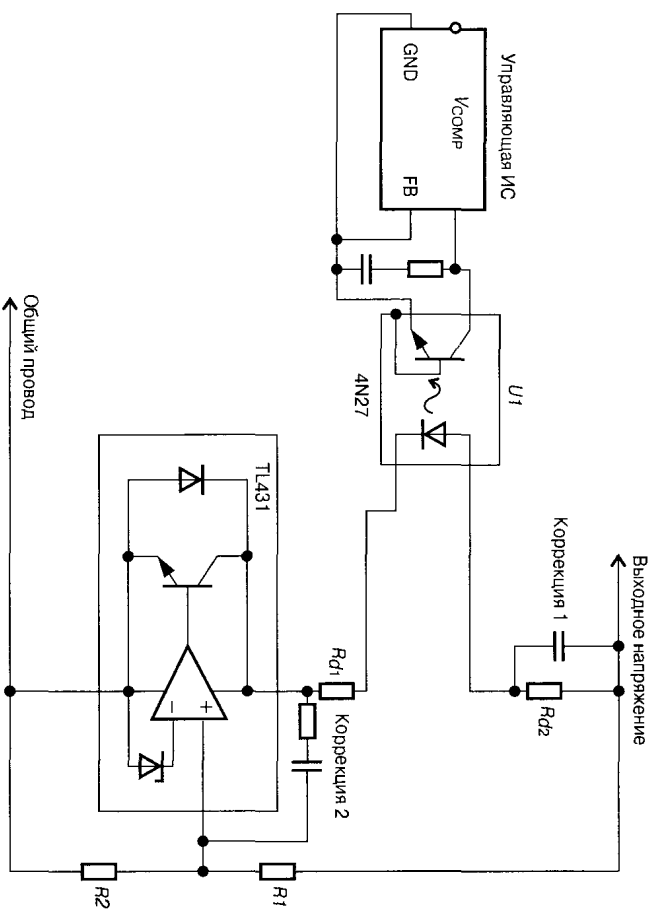 Управляющая ИС
GND
VCOMP
FB
U1
4N27
Выходное напряжение
Коррекция 1
Rd2
Общий провод
TL431
Rd1
Коррекция 2
−
+
R1
R2